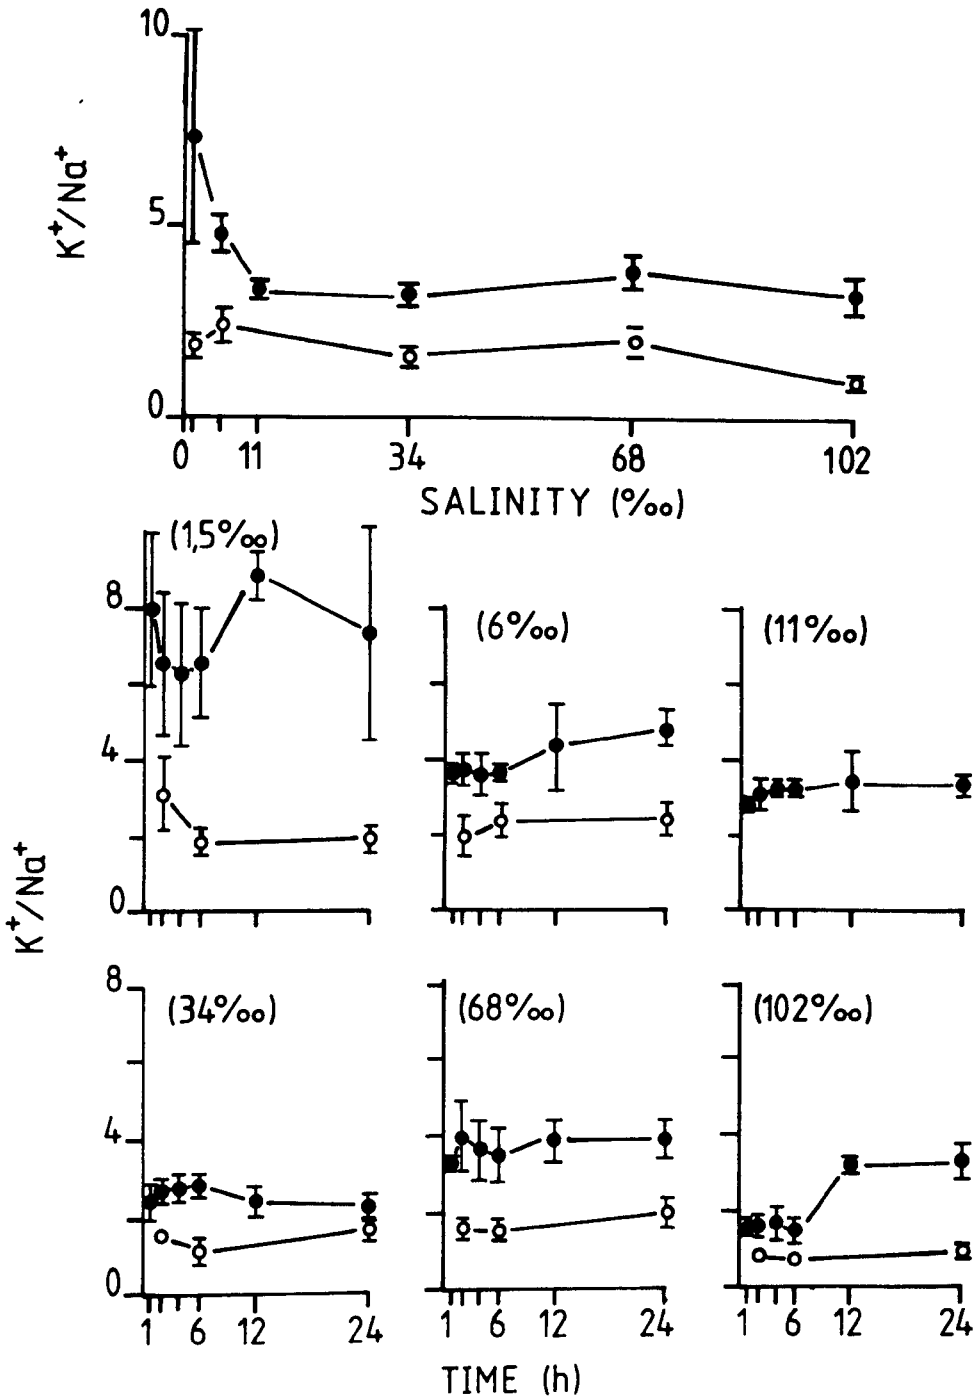 10
5
0
K⁺/Na⁺
0 11 34 68 102
SALINITY (‰)
(1,5‰)
8
4
0
(6‰)
(11‰)
K⁺/Na⁺
8
4
0
(34‰)
(68‰)
(102‰)
1 6 12 24
1 6 12 24
1 6 12 24
TIME (h)